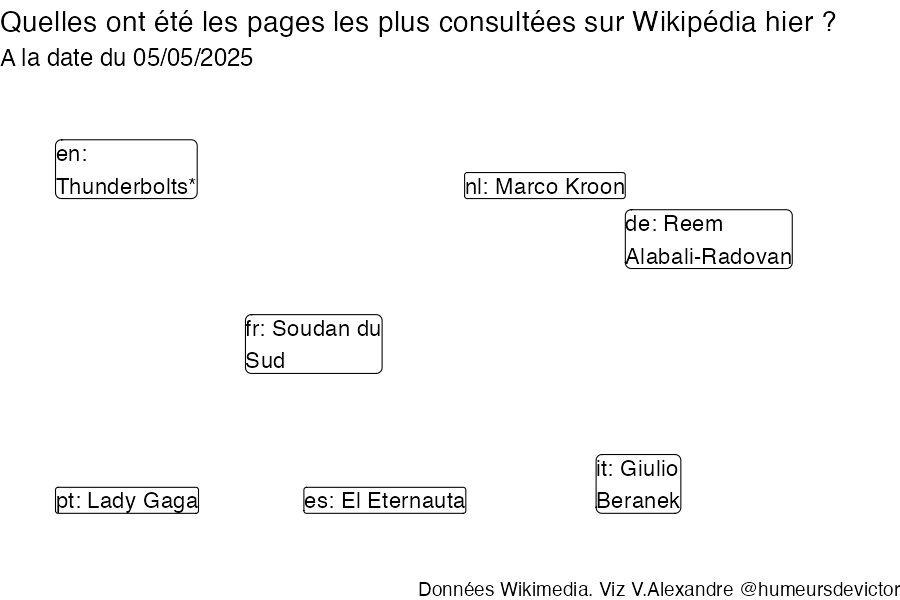 Quelles ont été les pages les plus consultées sur Wikipédia hier ?
A la date du 05/05/2025
en:
Thunderbolts*
nl: Marco Kroon
de: Reem
Alabali-Radovan
fr: Soudan du
Sud
pt: Lady Gaga
es: El Eternauta
it: Giulio
Beranek
Données Wikimedia. Viz V.Alexandre @humeursdevictor